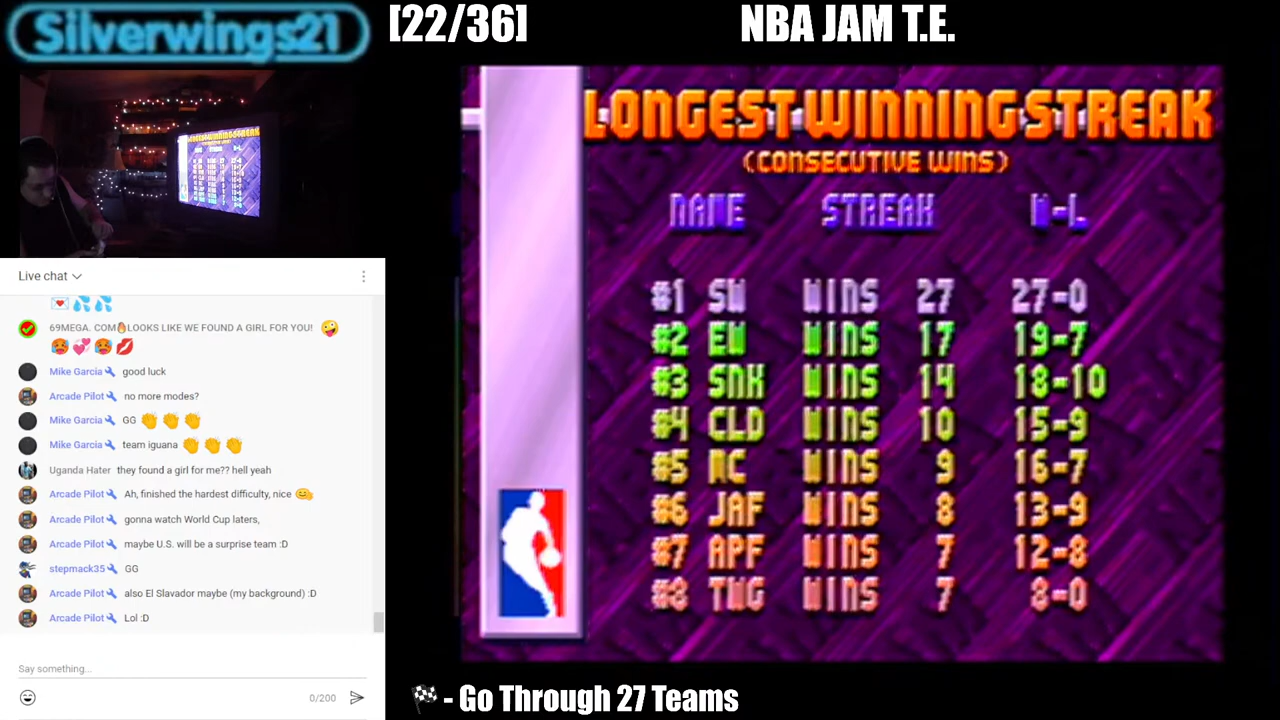 Silverwings21
[22/36]
NBA JAM T.E.
LONGEST WINNING STREAK
(CONSECUTIVE WINS)
NAME STREAK W-L
#1 SW WINS 27 27-0
#2 EW WINS 17 19-7
#3 SNK WINS 14 18-10
#4 CLD WINS 10 15-9
#5 MC WINS 9 16-7
#6 JAF WINS 8 13-9
#7 APF WINS 7 12-8
#8 TWG WINS 7 8-0
Live chat
69MEGA. COM🔥LOOKS LIKE WE FOUND A GIRL FOR YOU! 🤪
🥵 💞 🥵 💋
Mike Garcia good luck
Arcade Pilot no more modes?
Mike Garcia GG 👏 👏 👏
Mike Garcia team iguana 👏 👏 👏
Uganda Hater they found a girl for me?? hell yeah
Arcade Pilot Ah, finished the hardest difficulty, nice 😊
Arcade Pilot gonna watch World Cup laters,
Arcade Pilot maybe U.S. will be a surprise team :D
stepmack35 GG
Arcade Pilot also El Slavador maybe (my background) :D
Arcade Pilot Lol :D
Say something...
0/200
🏁 - Go Through 27 Teams